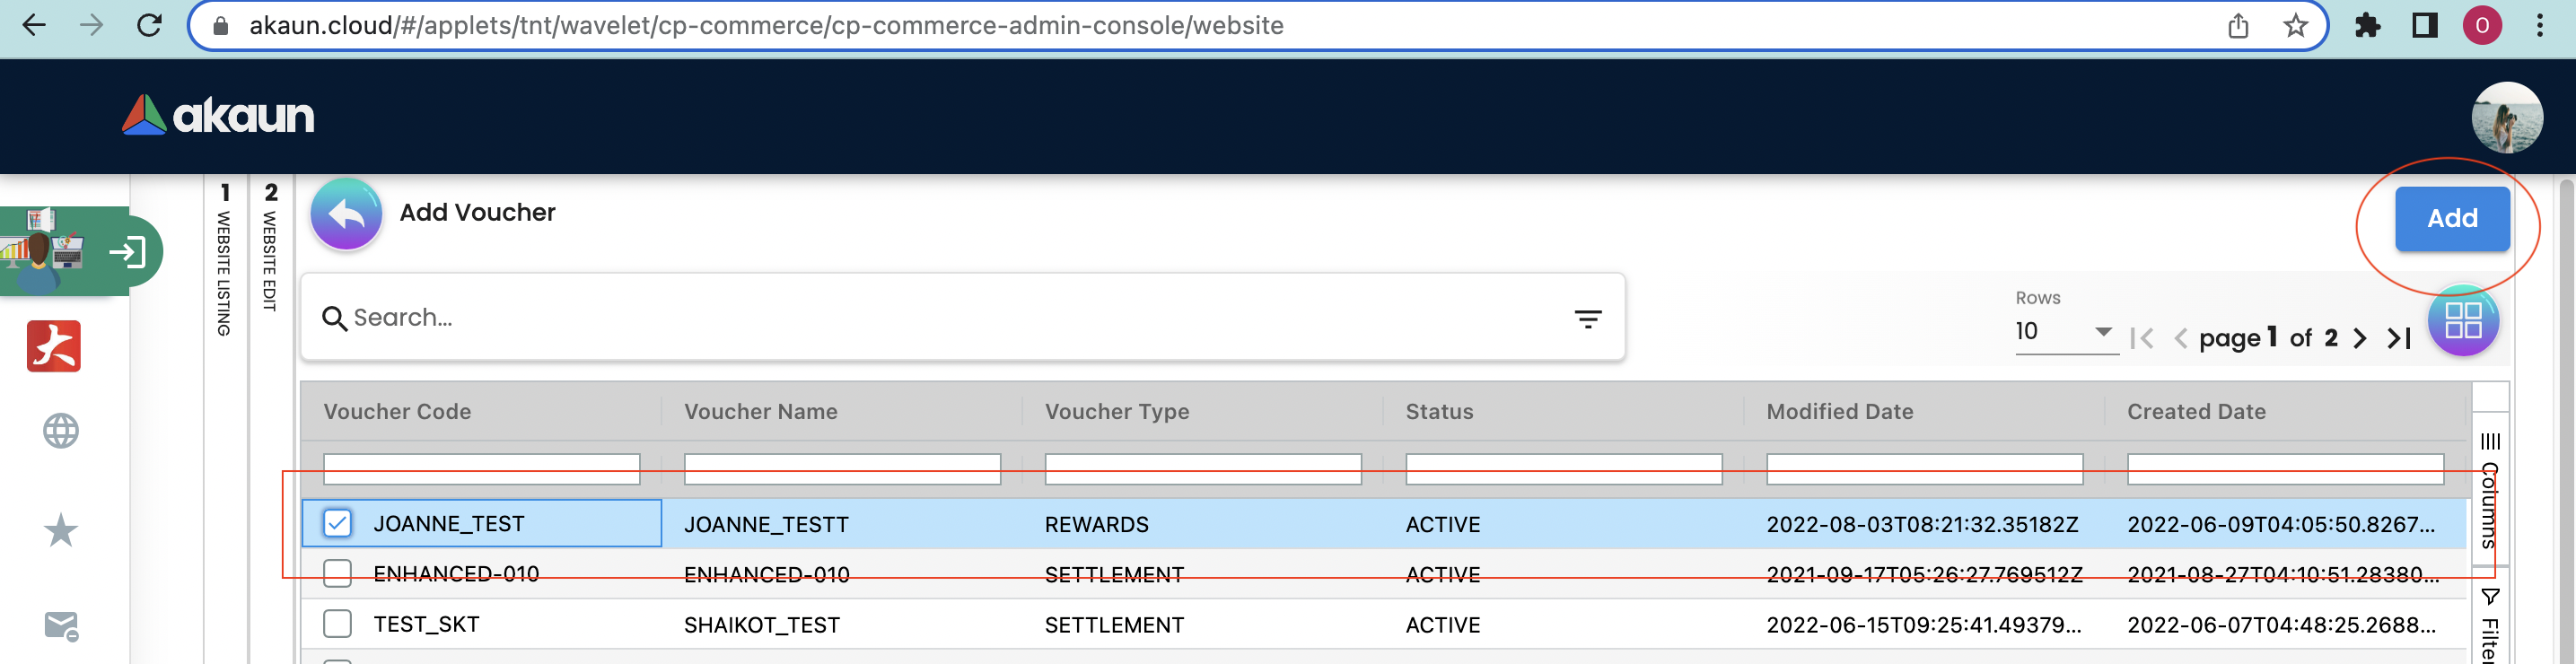 akaun.cloud/#/applets/tnt/wavelet/cp-commerce/cp-commerce-admin-console/website
O
akaun
1 WEBSITE LISTING
2 WEBSITE EDIT
Add Voucher
Add
Search...
Rows
10
page 1 of 2
Voucher Code Voucher Name Voucher Type Status Modified Date Created Date
JOANNE_TEST JOANNE_TESTT REWARDS ACTIVE 2022-08-03T08:21:32.35182Z 2022-06-09T04:05:50.8267...
ENHANCED-010 ENHANCED-010 SETTLEMENT ACTIVE 2021-09-17T05:26:27.769512Z 2021-08-27T04:10:51.28380...
TEST_SKT SHAIKOT_TEST SETTLEMENT ACTIVE 2022-06-15T09:25:41.49379... 2022-06-07T04:48:25.2688...
Columns
Filte